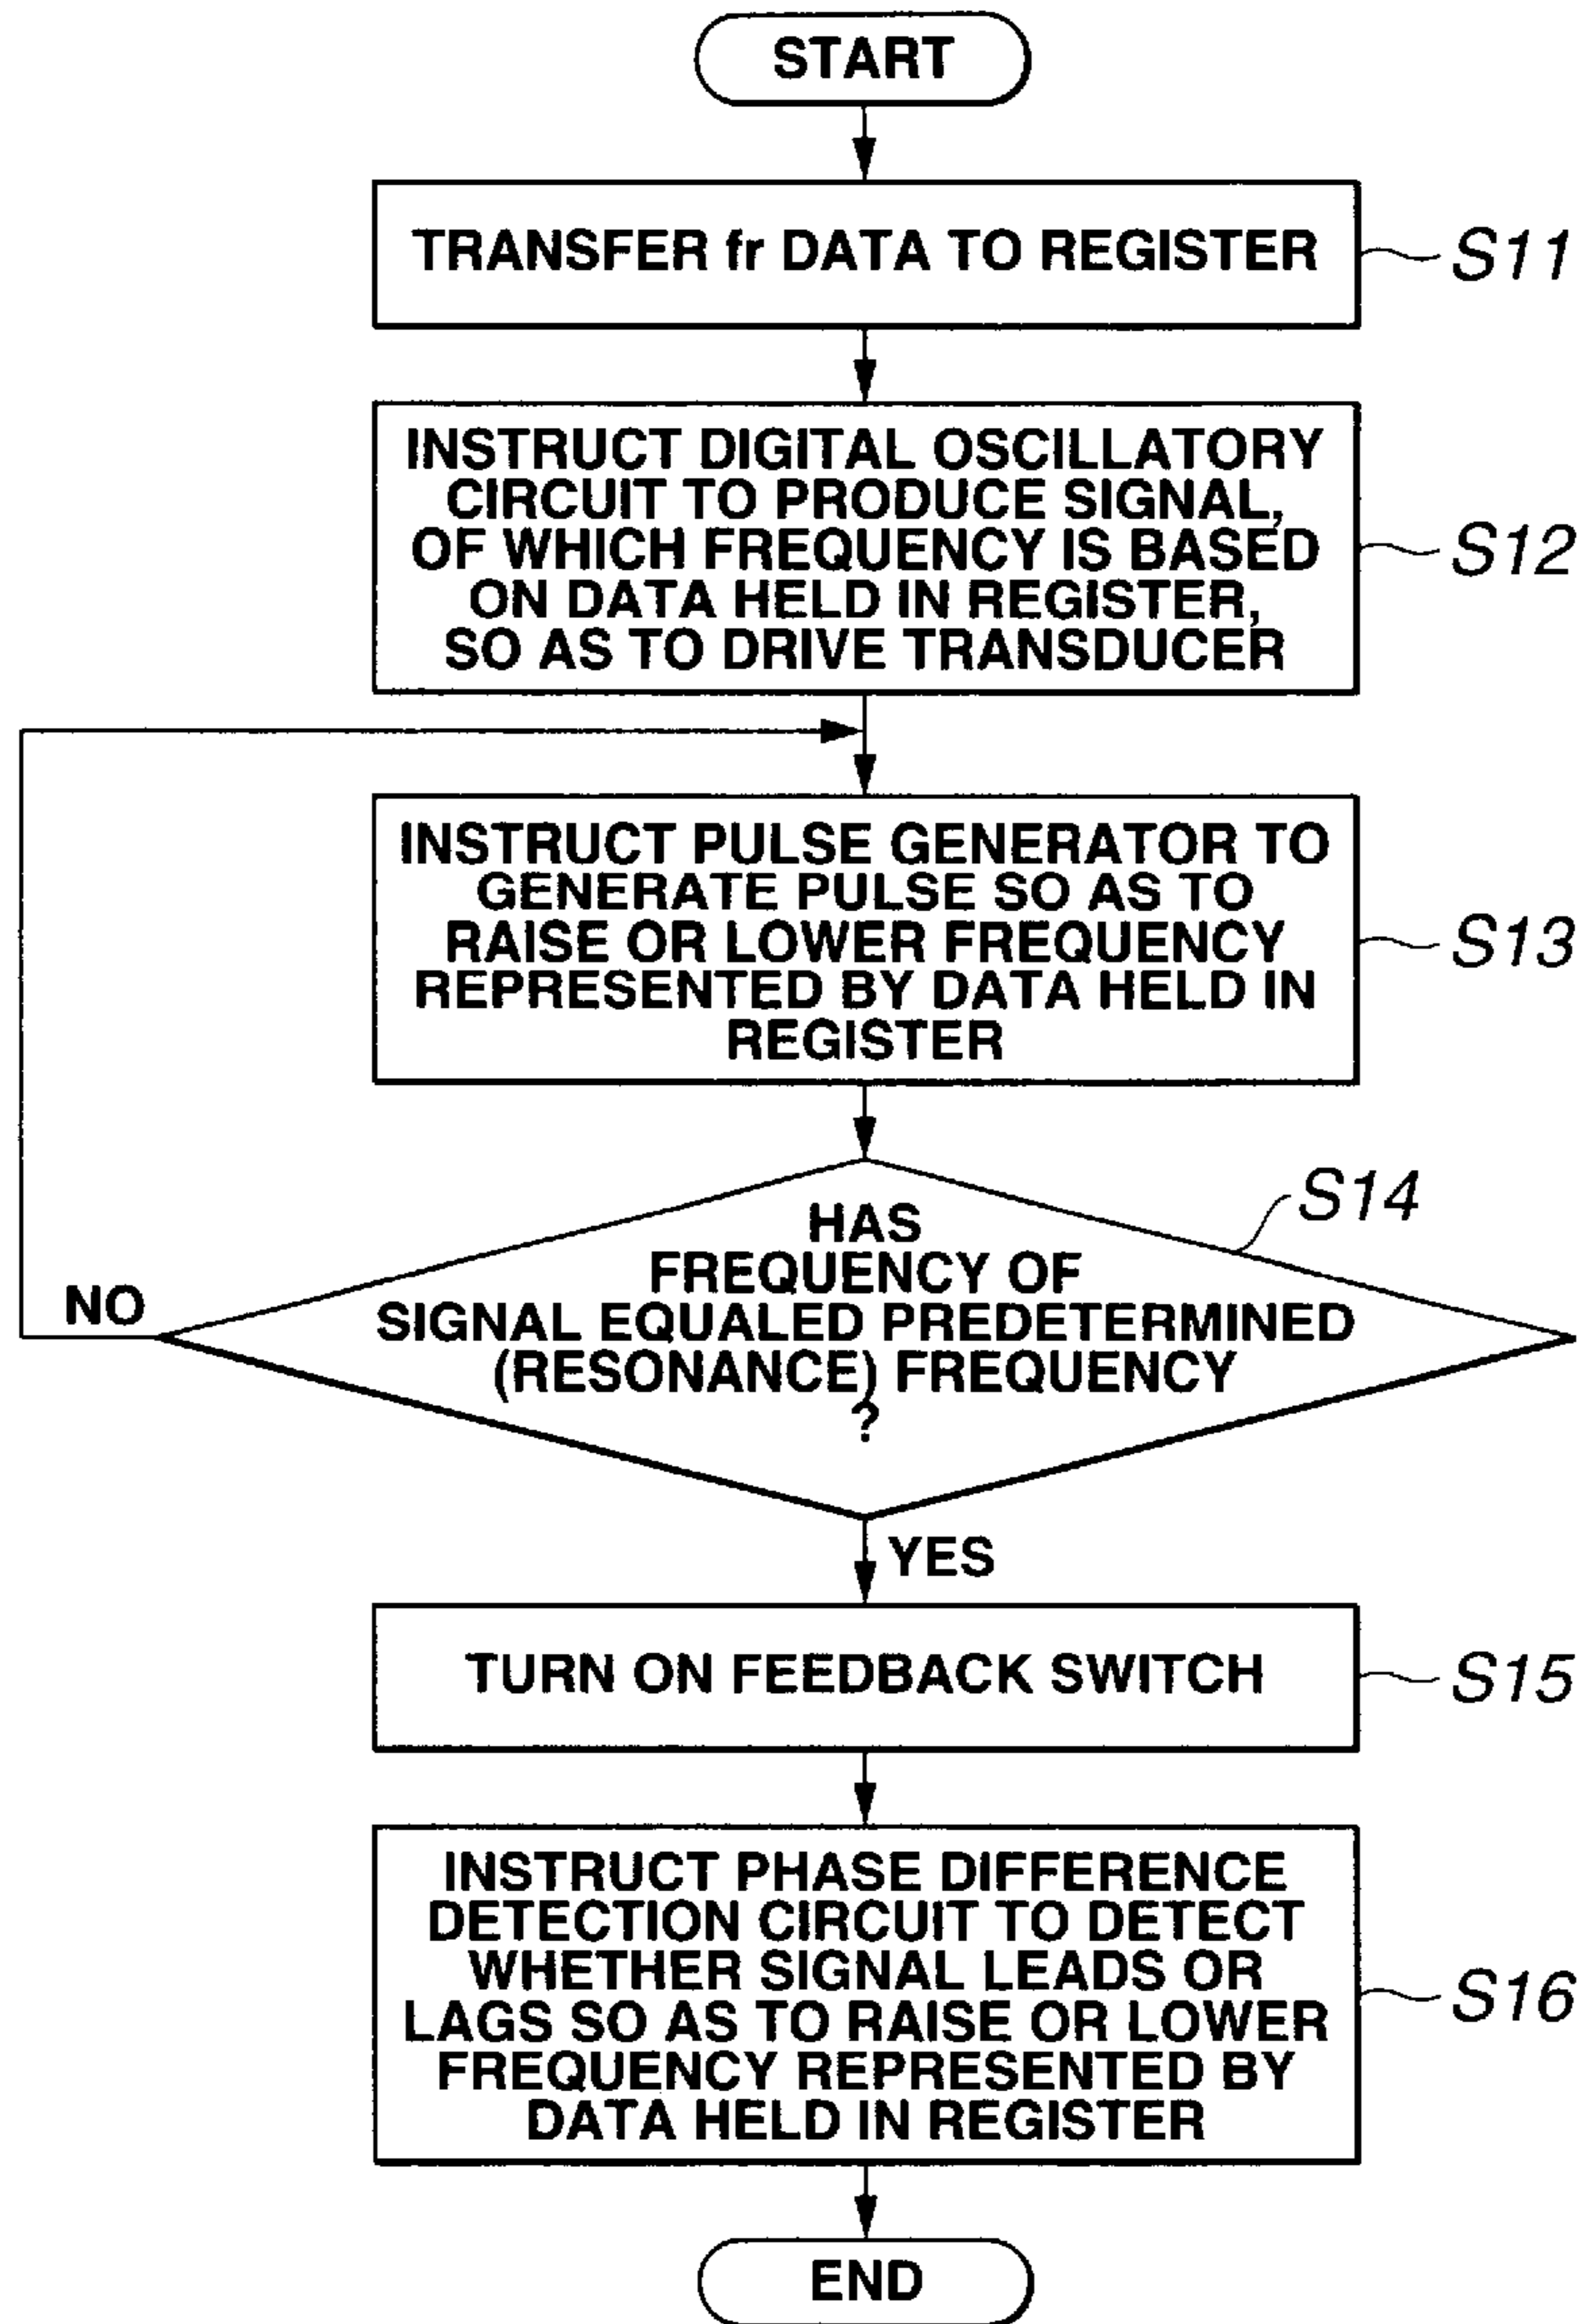 START
TRANSFER fr DATA TO REGISTER
S11
INSTRUCT DIGITAL OSCILLATORY
CIRCUIT TO PRODUCE SIGNAL,
OF WHICH FREQUENCY IS BASED
ON DATA HELD IN REGISTER,
SO AS TO DRIVE TRANSDUCER
S12
INSTRUCT PULSE GENERATOR TO
GENERATE PULSE SO AS TO
RAISE OR LOWER FREQUENCY
REPRESENTED BY DATA HELD IN
REGISTER
S13
HAS
FREQUENCY OF
SIGNAL EQUALED PREDETERMINED
(RESONANCE) FREQUENCY
?
S14
NO
YES
TURN ON FEEDBACK SWITCH
S15
INSTRUCT PHASE DIFFERENCE
DETECTION CIRCUIT TO DETECT
WHETHER SIGNAL LEADS OR
LAGS SO AS TO RAISE OR LOWER
FREQUENCY REPRESENTED BY
DATA HELD IN REGISTER
S16
END